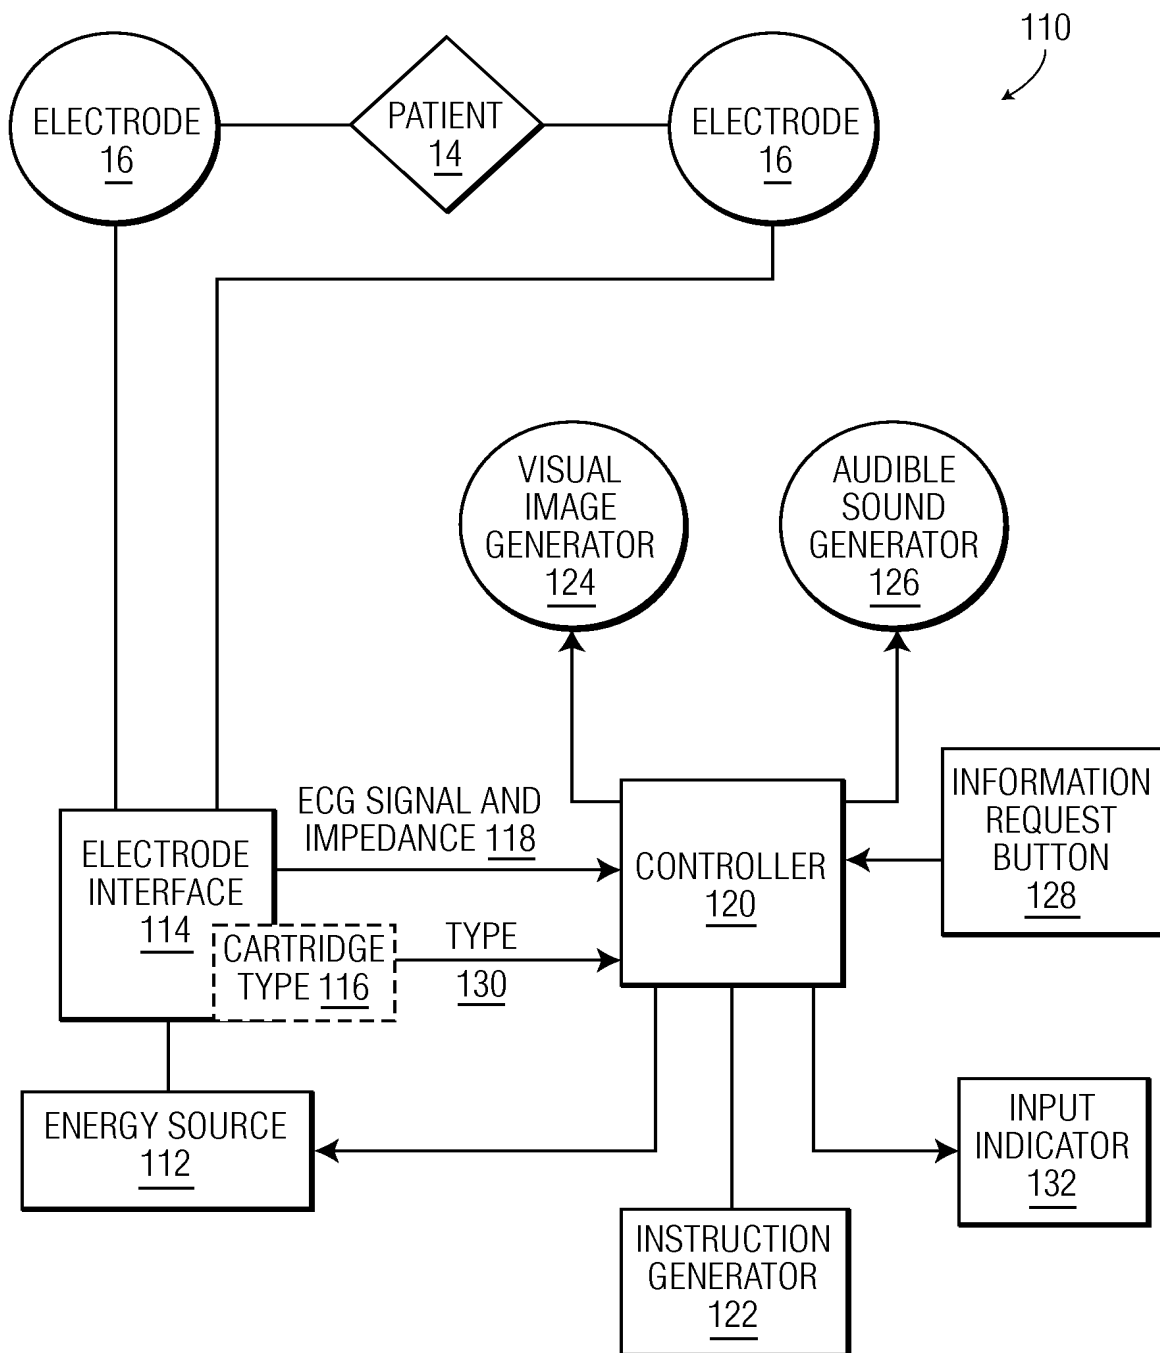 110
ELECTRODE
16
PATIENT
14
ELECTRODE
16
VISUAL
IMAGE
GENERATOR
124
AUDIBLE
SOUND
GENERATOR
126
ECG SIGNAL AND
IMPEDANCE 118
INFORMATION
REQUEST
BUTTON
128
ELECTRODE
INTERFACE
114
CONTROLLER
120
CARTRIDGE
TYPE 116
TYPE
130
ENERGY SOURCE
112
INPUT
INDICATOR
132
INSTRUCTION
GENERATOR
122